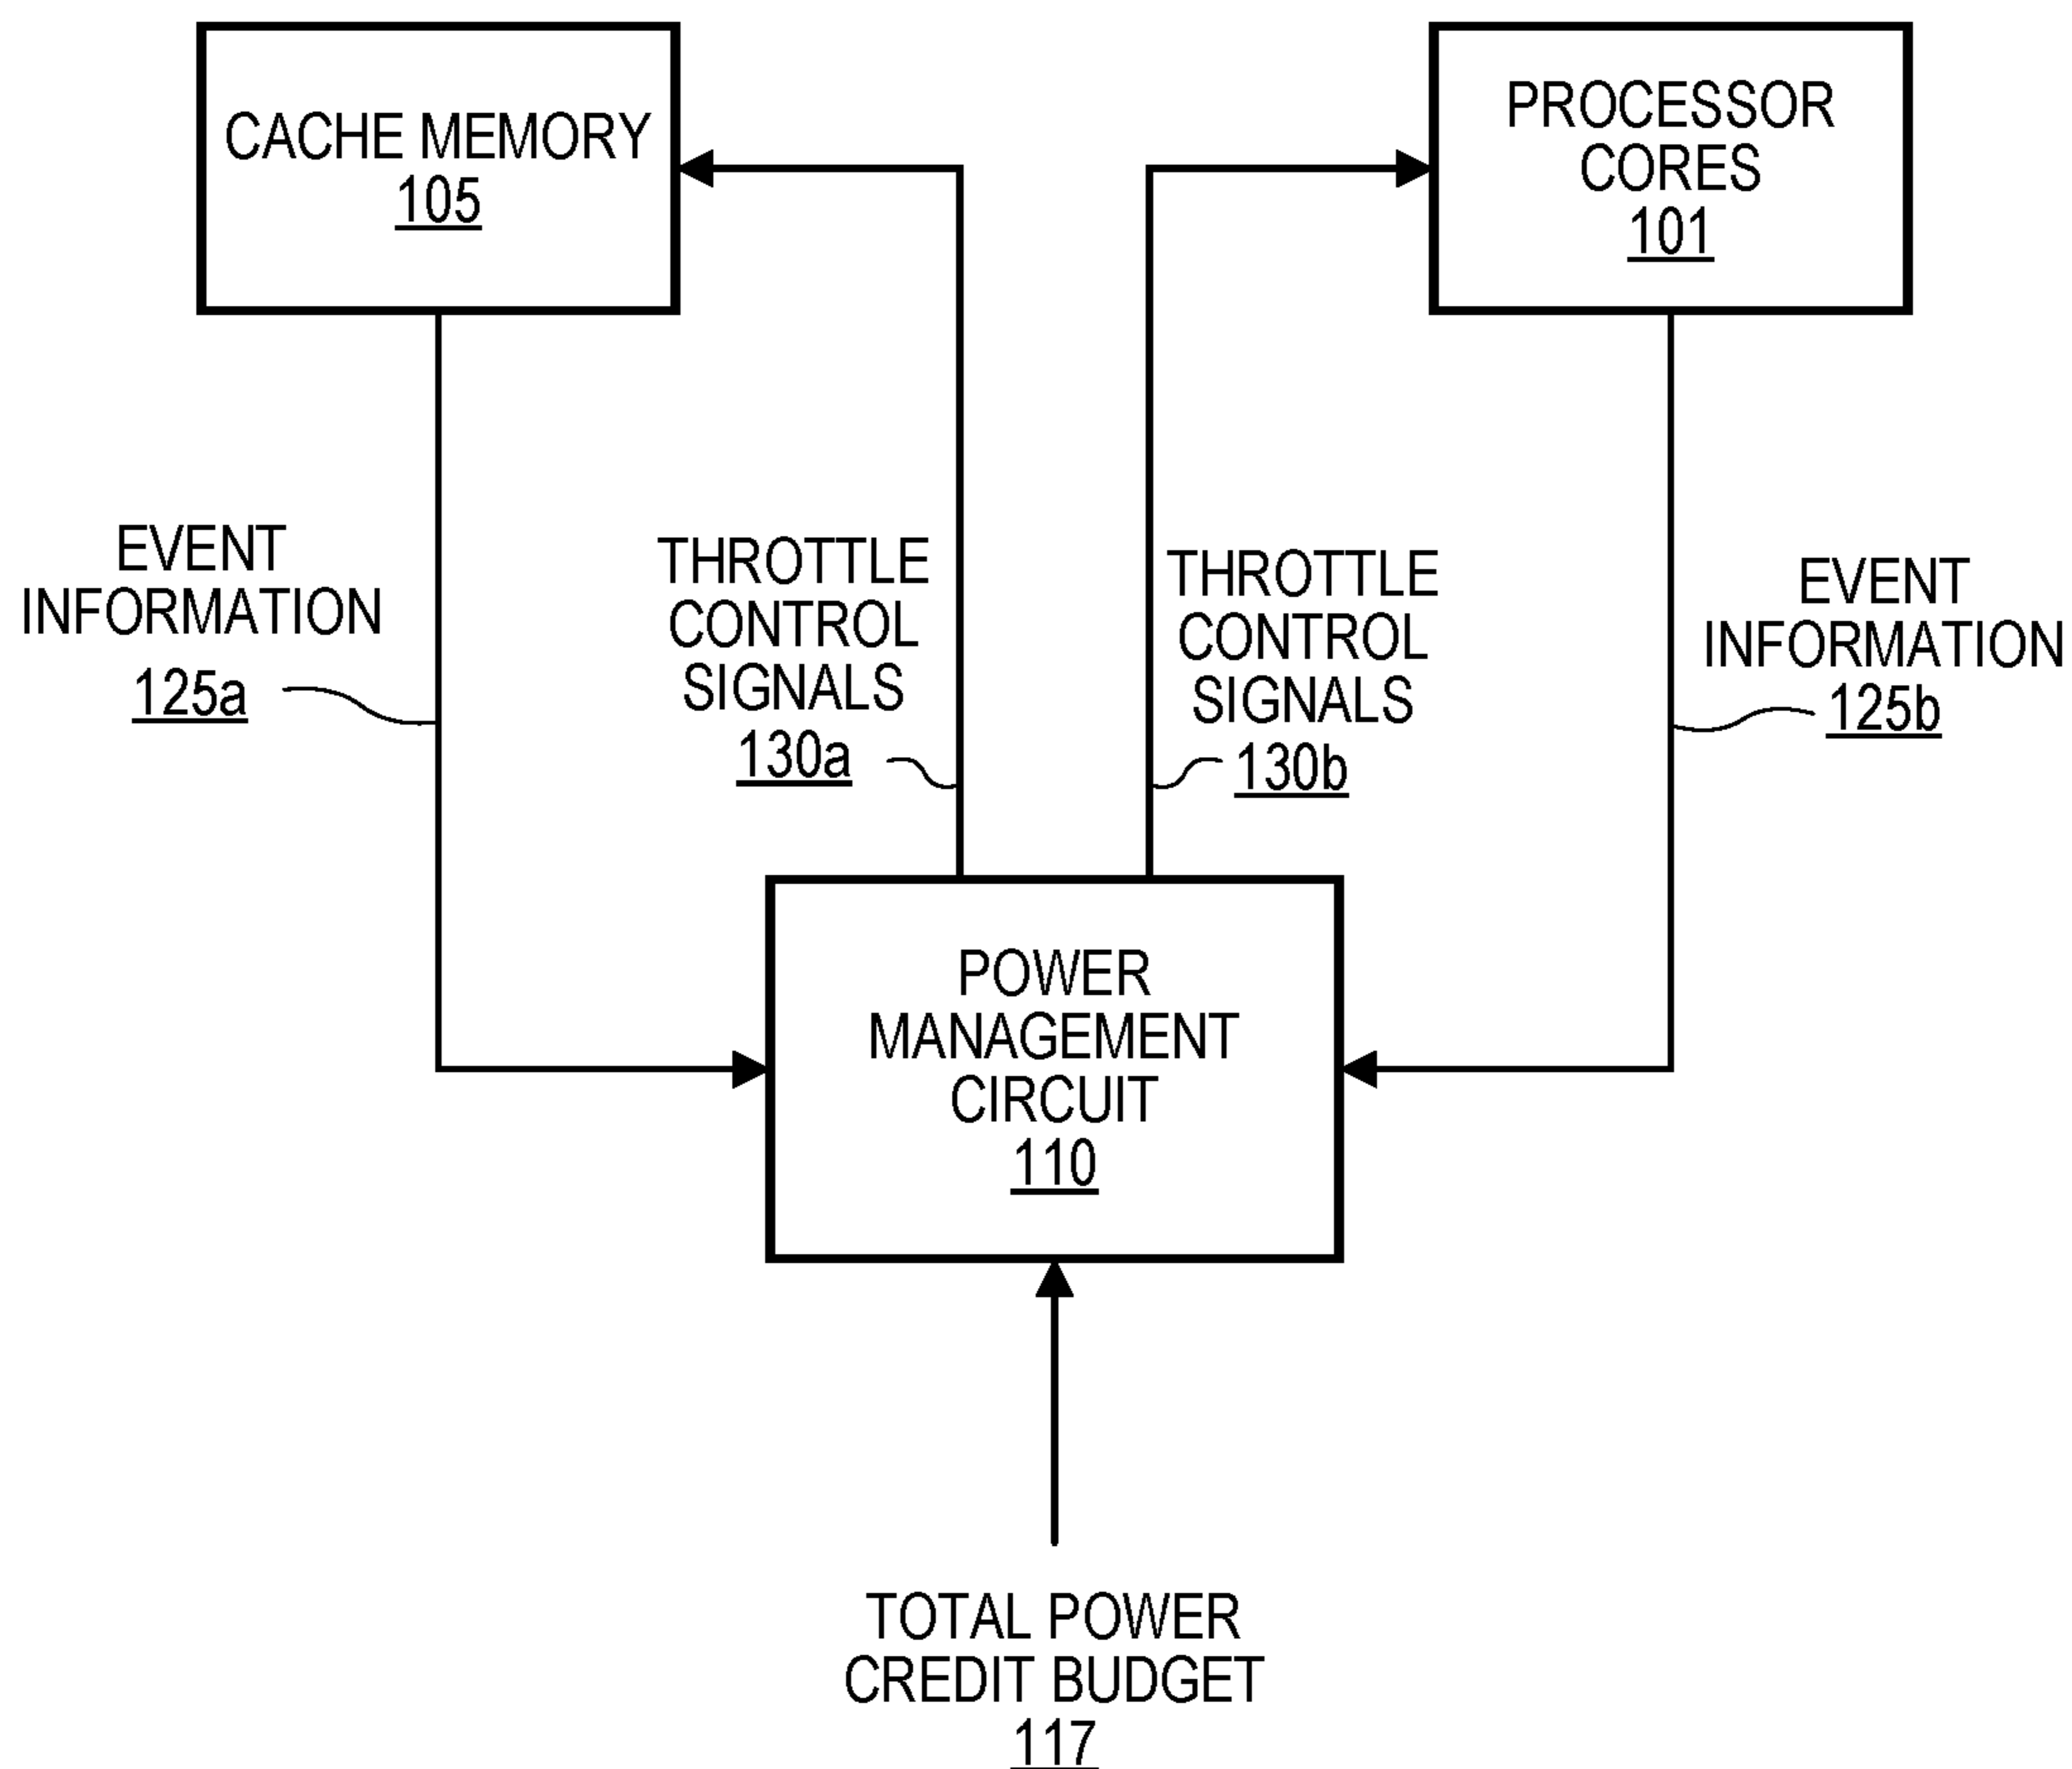 CACHE MEMORY
105
PROCESSOR
CORES
101
EVENT
INFORMATION
125a
THROTTLE
CONTROL
SIGNALS
130a
THROTTLE
CONTROL
SIGNALS
130b
EVENT
INFORMATION
125b
POWER
MANAGEMENT
CIRCUIT
110
TOTAL POWER
CREDIT BUDGET
117